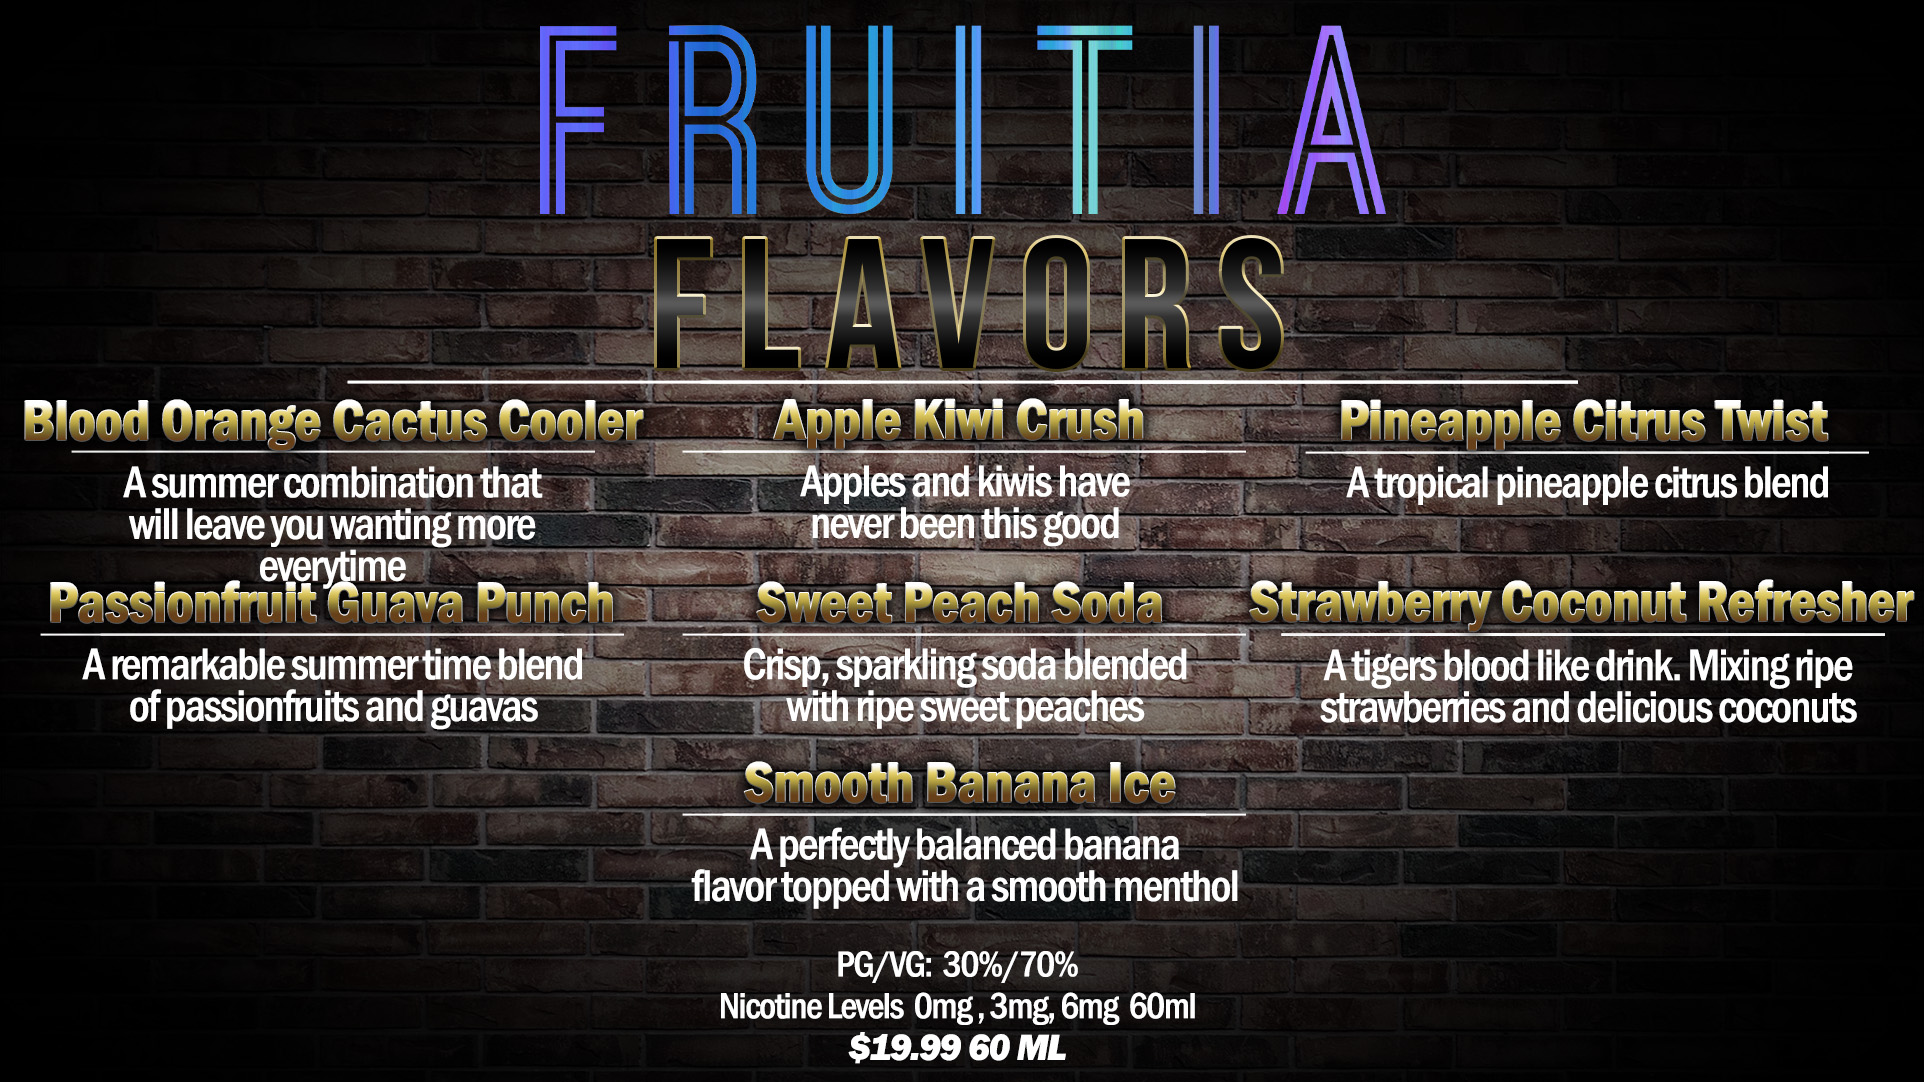 FRUITIA
FLAVORS
Blood Orange Cactus Cooler
A summer combination that
will leave you wanting more
everytime
Apple Kiwi Crush
Apples and kiwis have
never been this good
Pineapple Citrus Twist
A tropical pineapple citrus blend
Passionfruit Guava Punch
A remarkable summer time blend
of passionfruits and guavas
Sweet Peach Soda
Crisp, sparkling soda blended
with ripe sweet peaches
Strawberry Coconut Refresher
A tigers blood like drink. Mixing ripe
strawberries and delicious coconuts
Smooth Banana Ice
A perfectly balanced banana
flavor topped with a smooth menthol
PG/VG: 30%/70%
Nicotine Levels 0mg , 3mg, 6mg 60ml
$19.99 60 ML